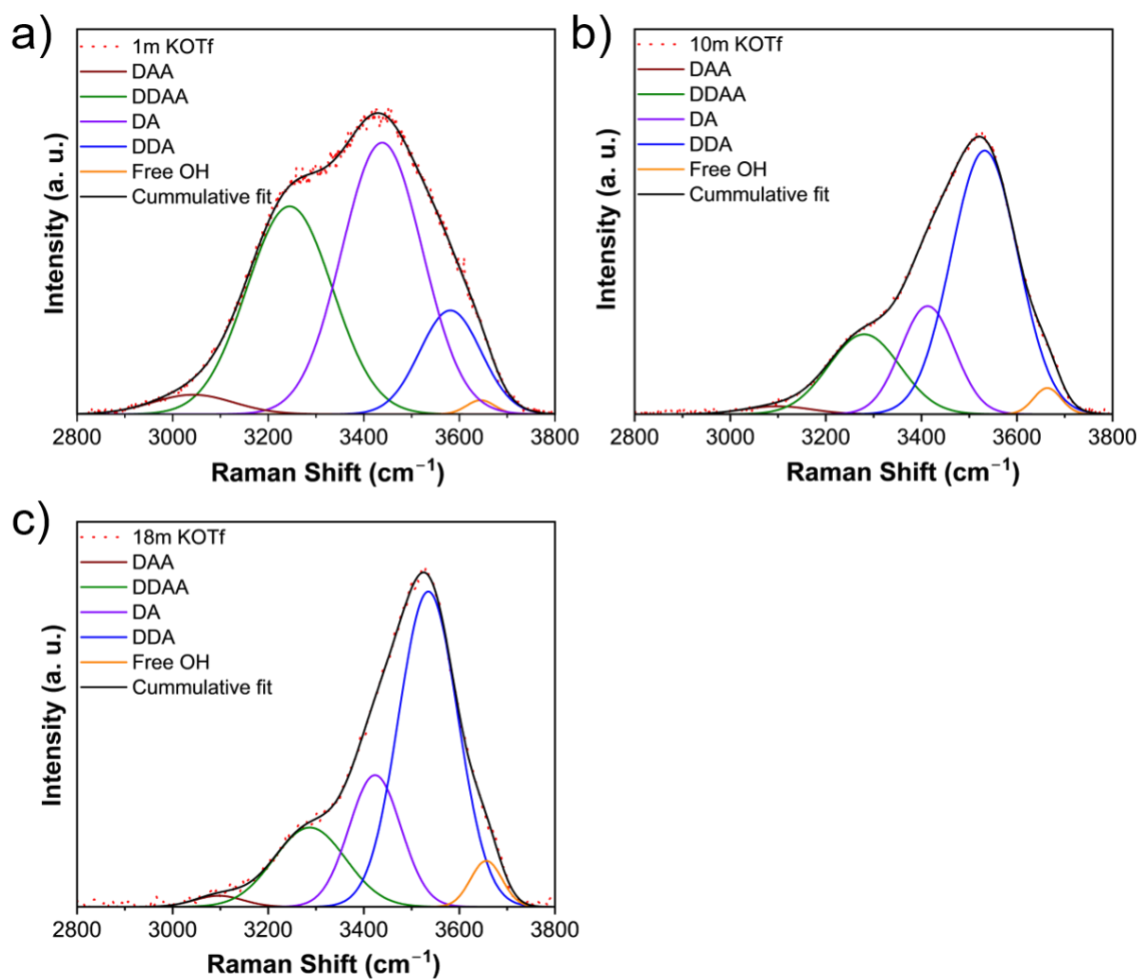 a)
1m KOTf
DAA
DDAA
DA
DDA
Free OH
Cummulative fit
Intensity (a. u.)
2800 3000 3200 3400 3600 3800
Raman Shift (cm⁻¹)
b)
10m KOTf
DAA
DDAA
DA
DDA
Free OH
Cummulative fit
Intensity (a. u.)
2800 3000 3200 3400 3600 3800
Raman Shift (cm⁻¹)
c)
18m KOTf
DAA
DDAA
DA
DDA
Free OH
Cummulative fit
Intensity (a. u.)
2800 3000 3200 3400 3600 3800
Raman Shift (cm⁻¹)